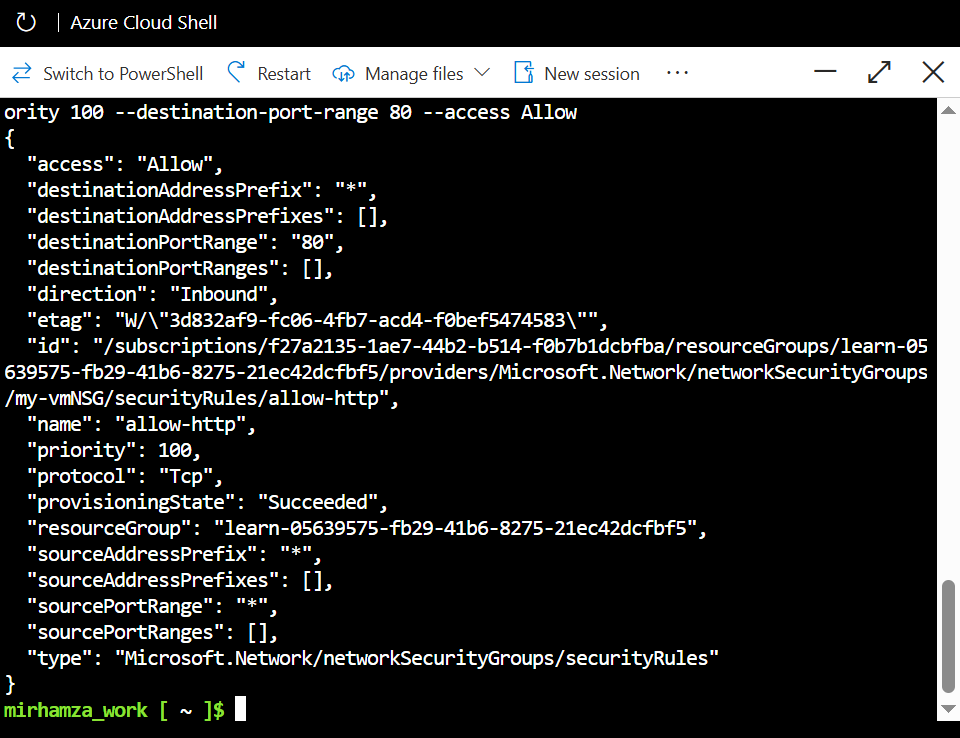 Azure Cloud Shell
Switch to PowerShell Restart Manage files New session ...
ority 100 --destination-port-range 80 --access Allow
{
  "access": "Allow",
  "destinationAddressPrefix": "*",
  "destinationAddressPrefixes": [],
  "destinationPortRange": "80",
  "destinationPortRanges": [],
  "direction": "Inbound",
  "etag": "W/\"3d832af9-fc06-4fb7-acd4-f0bef5474583\"",
  "id": "/subscriptions/f27a2135-1ae7-44b2-b514-f0b7b1dcbfba/resourceGroups/learn-05
639575-fb29-41b6-8275-21ec42dcfbf5/providers/Microsoft.Network/networkSecurityGroups
/my-vmNSG/securityRules/allow-http",
  "name": "allow-http",
  "priority": 100,
  "protocol": "Tcp",
  "provisioningState": "Succeeded",
  "resourceGroup": "learn-05639575-fb29-41b6-8275-21ec42dcfbf5",
  "sourceAddressPrefix": "*",
  "sourceAddressPrefixes": [],
  "sourcePortRange": "*",
  "sourcePortRanges": [],
  "type": "Microsoft.Network/networkSecurityGroups/securityRules"
}
mirhamza_work [ ~ ]$